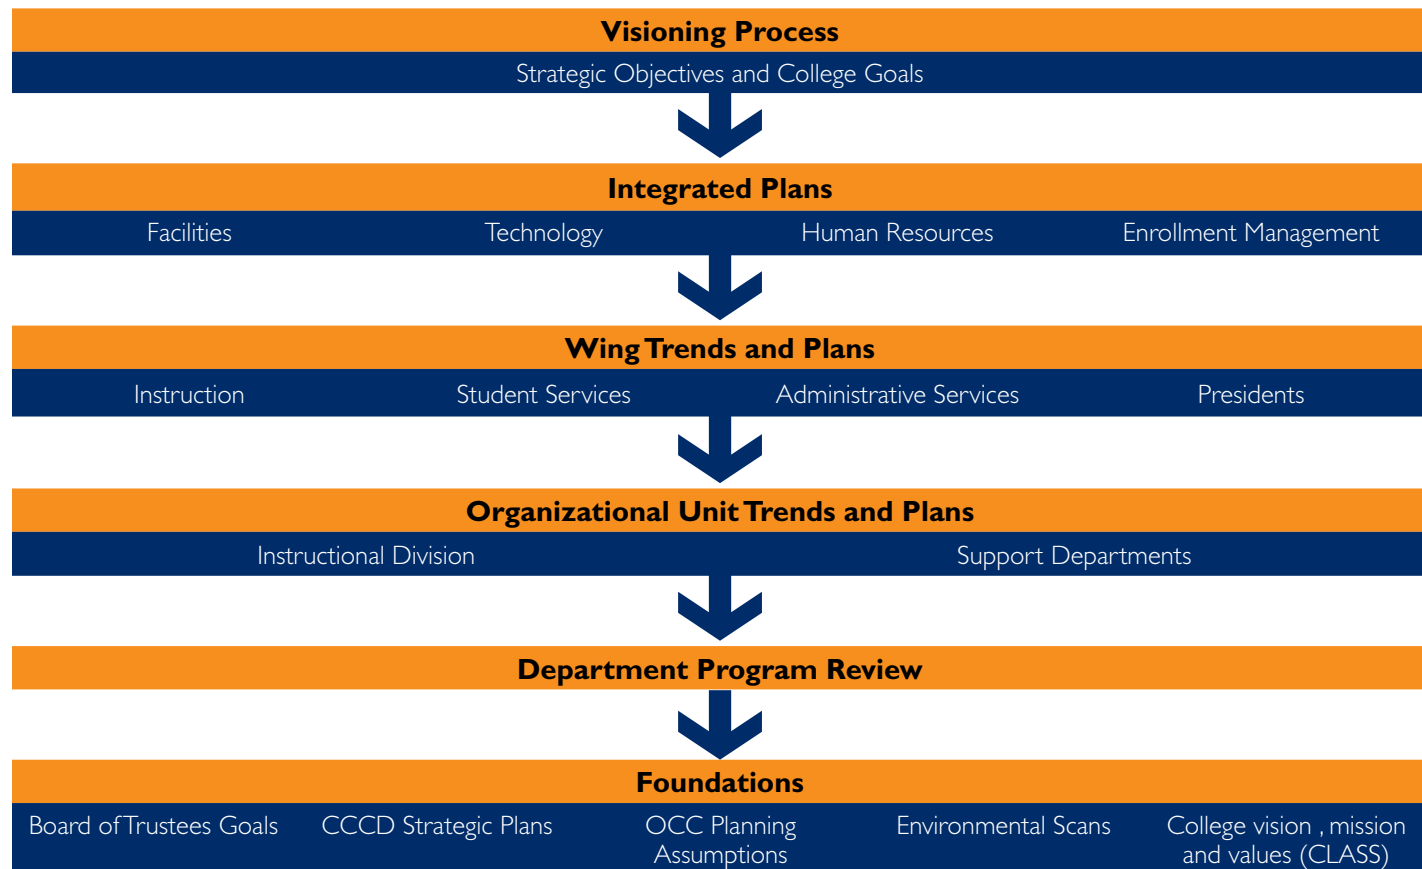 Visioning Process
Strategic Objectives and College Goals
Integrated Plans
Facilities Technology Human Resources Enrollment Management
Wing Trends and Plans
Instruction Student Services Administrative Services Presidents
Organizational Unit Trends and Plans
Instructional Division Support Departments
Department Program Review
Foundations
Board of Trustees Goals
CCCD Strategic Plans
OCC Planning
Assumptions
Environmental Scans
College vision , mission
and values (CLASS)